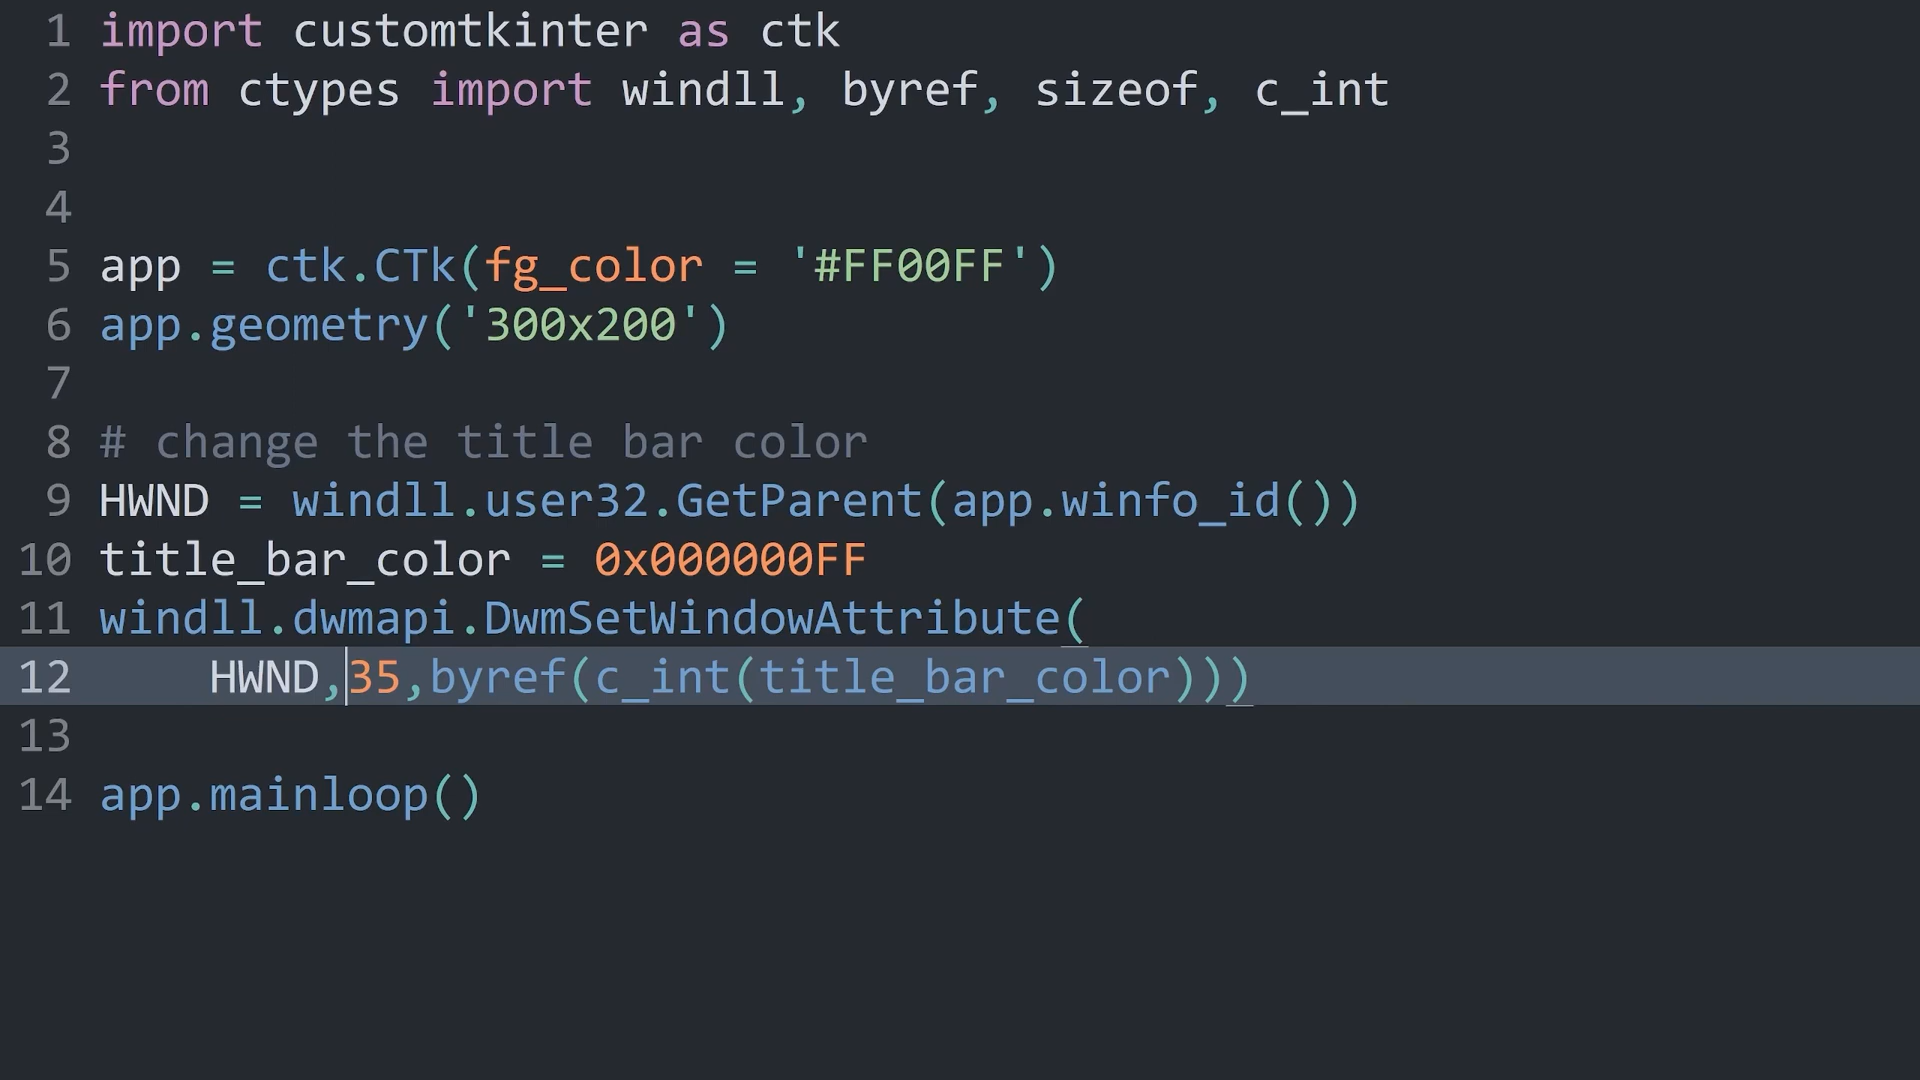 1 import customtkinter as ctk
2 from ctypes import windll, byref, sizeof, c_int
3
4
5 app = ctk.CTk(fg_color = '#FF00FF')
6 app.geometry('300x200')
7
8 # change the title bar color
9 HWND = windll.user32.GetParent(app.winfo_id())
10 title_bar_color = 0x000000FF
11 windll.dwmapi.DwmSetWindowAttribute(
12     HWND,35,byref(c_int(title_bar_color)))
13
14 app.mainloop()